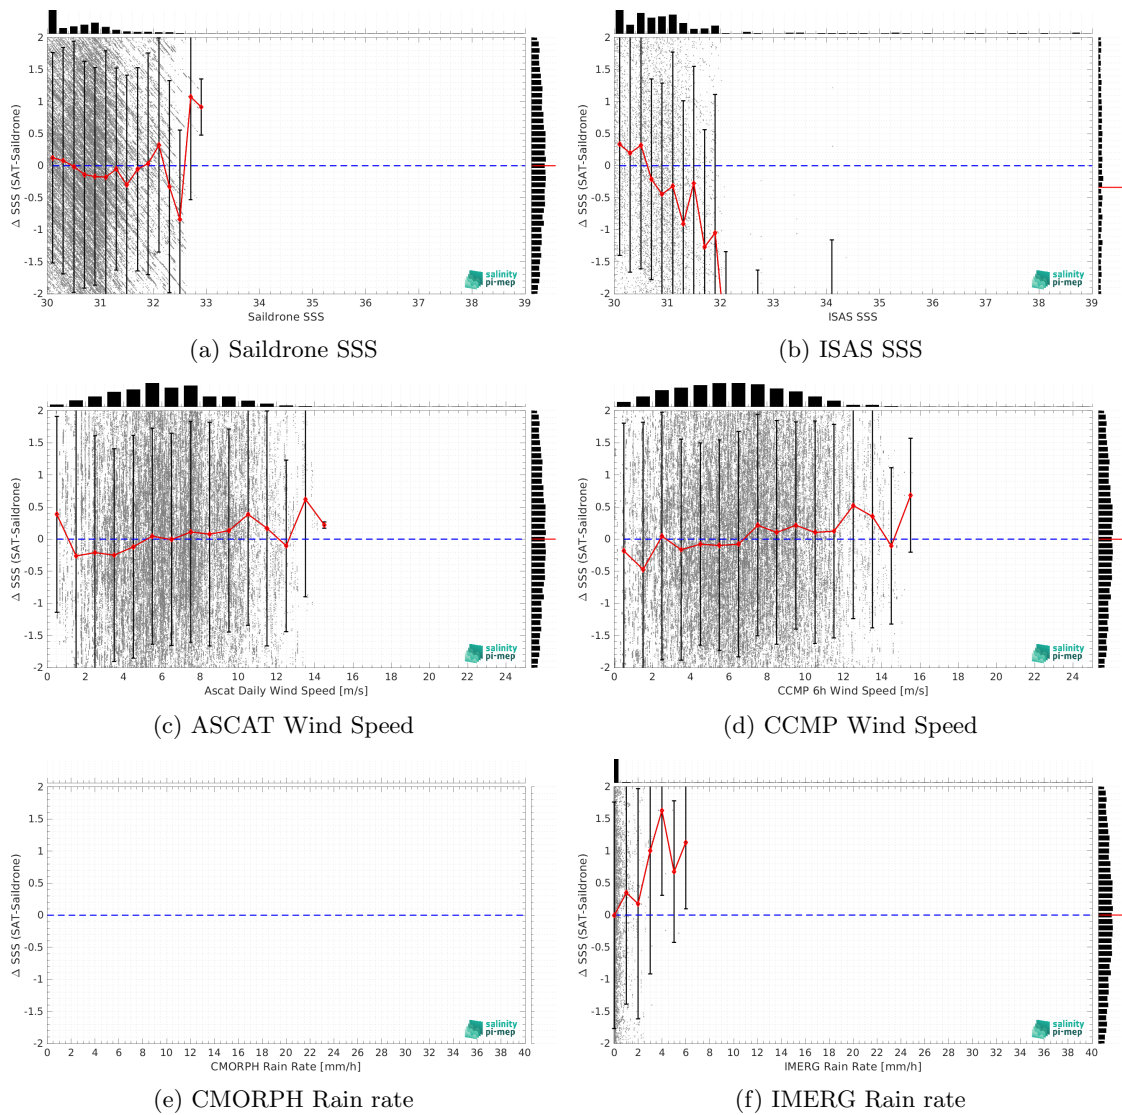 2
1.5
1
0.5
0
-0.5
-1
-1.5
-2
Δ SSS (SAT-Saildrone)
30 31 32 33 34 35 36 37 38 39
Saildrone SSS
salinity
pi-mep
(a) Saildrone SSS
2
1.5
1
0.5
0
-0.5
-1
-1.5
-2
Δ SSS (SAT-Saildrone)
30 31 32 33 34 35 36 37 38 39
ISAS SSS
salinity
pi-mep
(b) ISAS SSS
2
1.5
1
0.5
0
-0.5
-1
-1.5
-2
Δ SSS (SAT-Saildrone)
0 2 4 6 8 10 12 14 16 18 20 22 24
Ascat Daily Wind Speed [m/s]
salinity
pi-mep
(c) ASCAT Wind Speed
2
1.5
1
0.5
0
-0.5
-1
-1.5
-2
Δ SSS (SAT-Saildrone)
0 2 4 6 8 10 12 14 16 18 20 22 24
CCMP 6h Wind Speed [m/s]
salinity
pi-mep
(d) CCMP Wind Speed
2
1.5
1
0.5
0
-0.5
-1
-1.5
-2
Δ SSS (SAT-Saildrone)
0 2 4 6 8 10 12 14 16 18 20 22 24 26 28 30 32 34 36 38 40
CMORPH Rain Rate [mm/h]
salinity
pi-mep
(e) CMORPH Rain rate
2
1.5
1
0.5
0
-0.5
-1
-1.5
-2
Δ SSS (SAT-Saildrone)
0 2 4 6 8 10 12 14 16 18 20 22 24 26 28 30 32 34 36 38 40
IMERG Rain Rate [mm/h]
salinity
pi-mep
(f) IMERG Rain rate